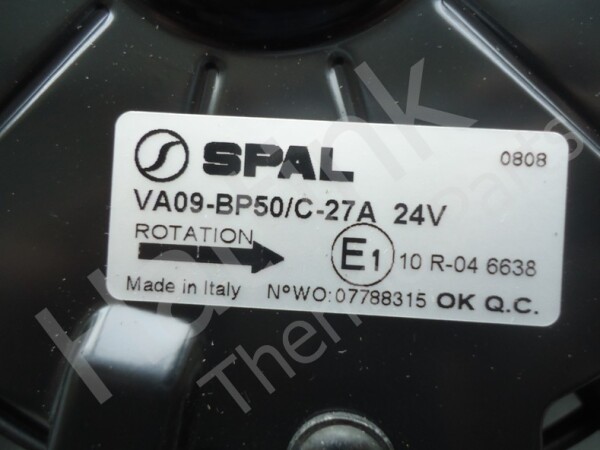 SPAL 0808
VA09-BP50/C-27A 24V
ROTATION E1 10 R-04 6638
Made in Italy N°WO:07788315 OK Q.C.